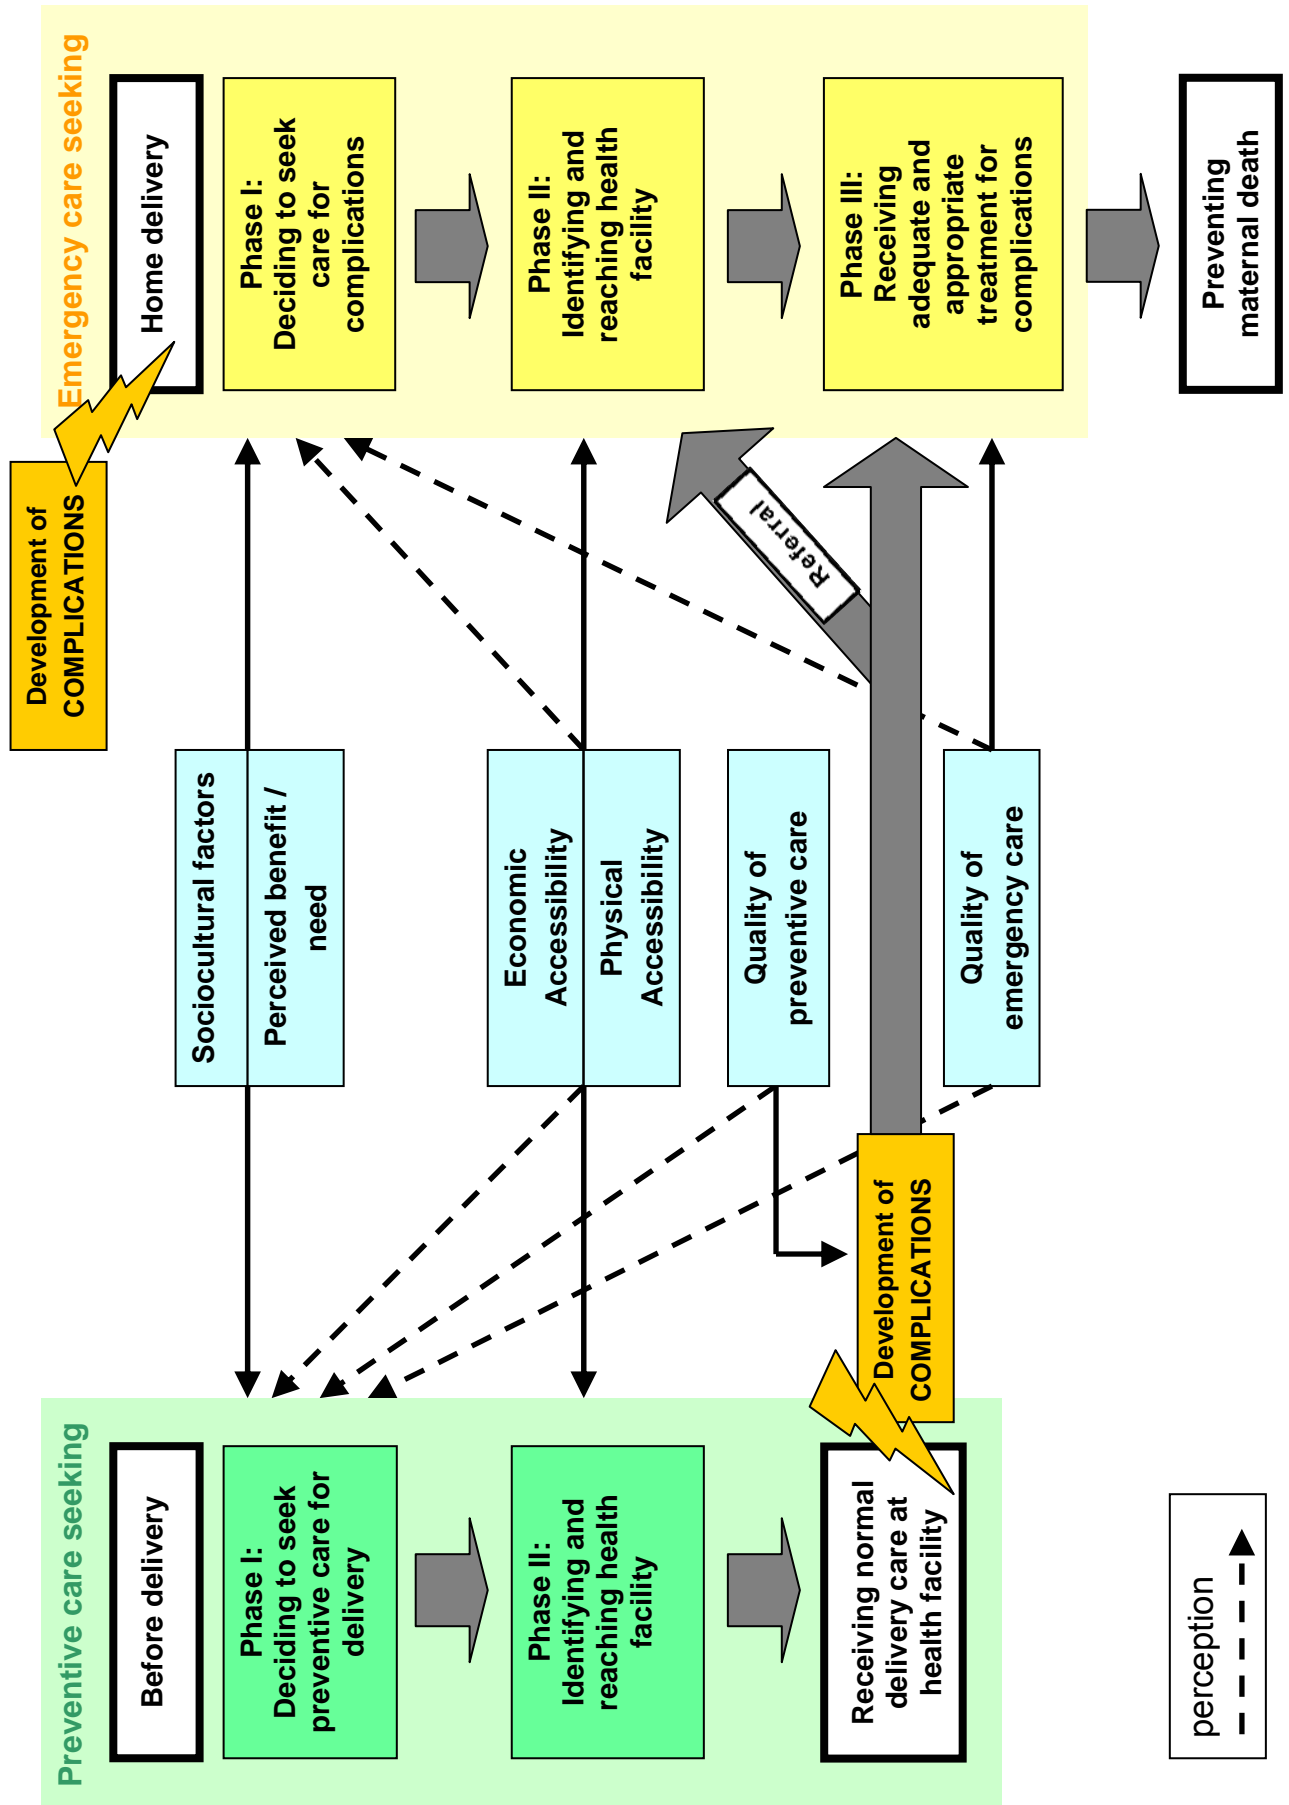 Preventive care seeking
Before delivery
Phase I:
Deciding to seek
preventive care for
delivery
Phase II:
Identifying and
reaching health
facility
Receiving normal
delivery care at
health facility
Development of
COMPLICATIONS
Sociocultural factors
Perceived benefit /
need
Economic
Accessibility
Physical
Accessibility
Quality of
preventive care
Quality of
emergency care
Referral
Development of
COMPLICATIONS
Emergency care seeking
Home delivery
Phase I:
Deciding to seek
care for
complications
Phase II:
Identifying and
reaching health
facility
Phase III:
Receiving
adequate and
appropriate
treatment for
complications
Preventing
maternal death
perception